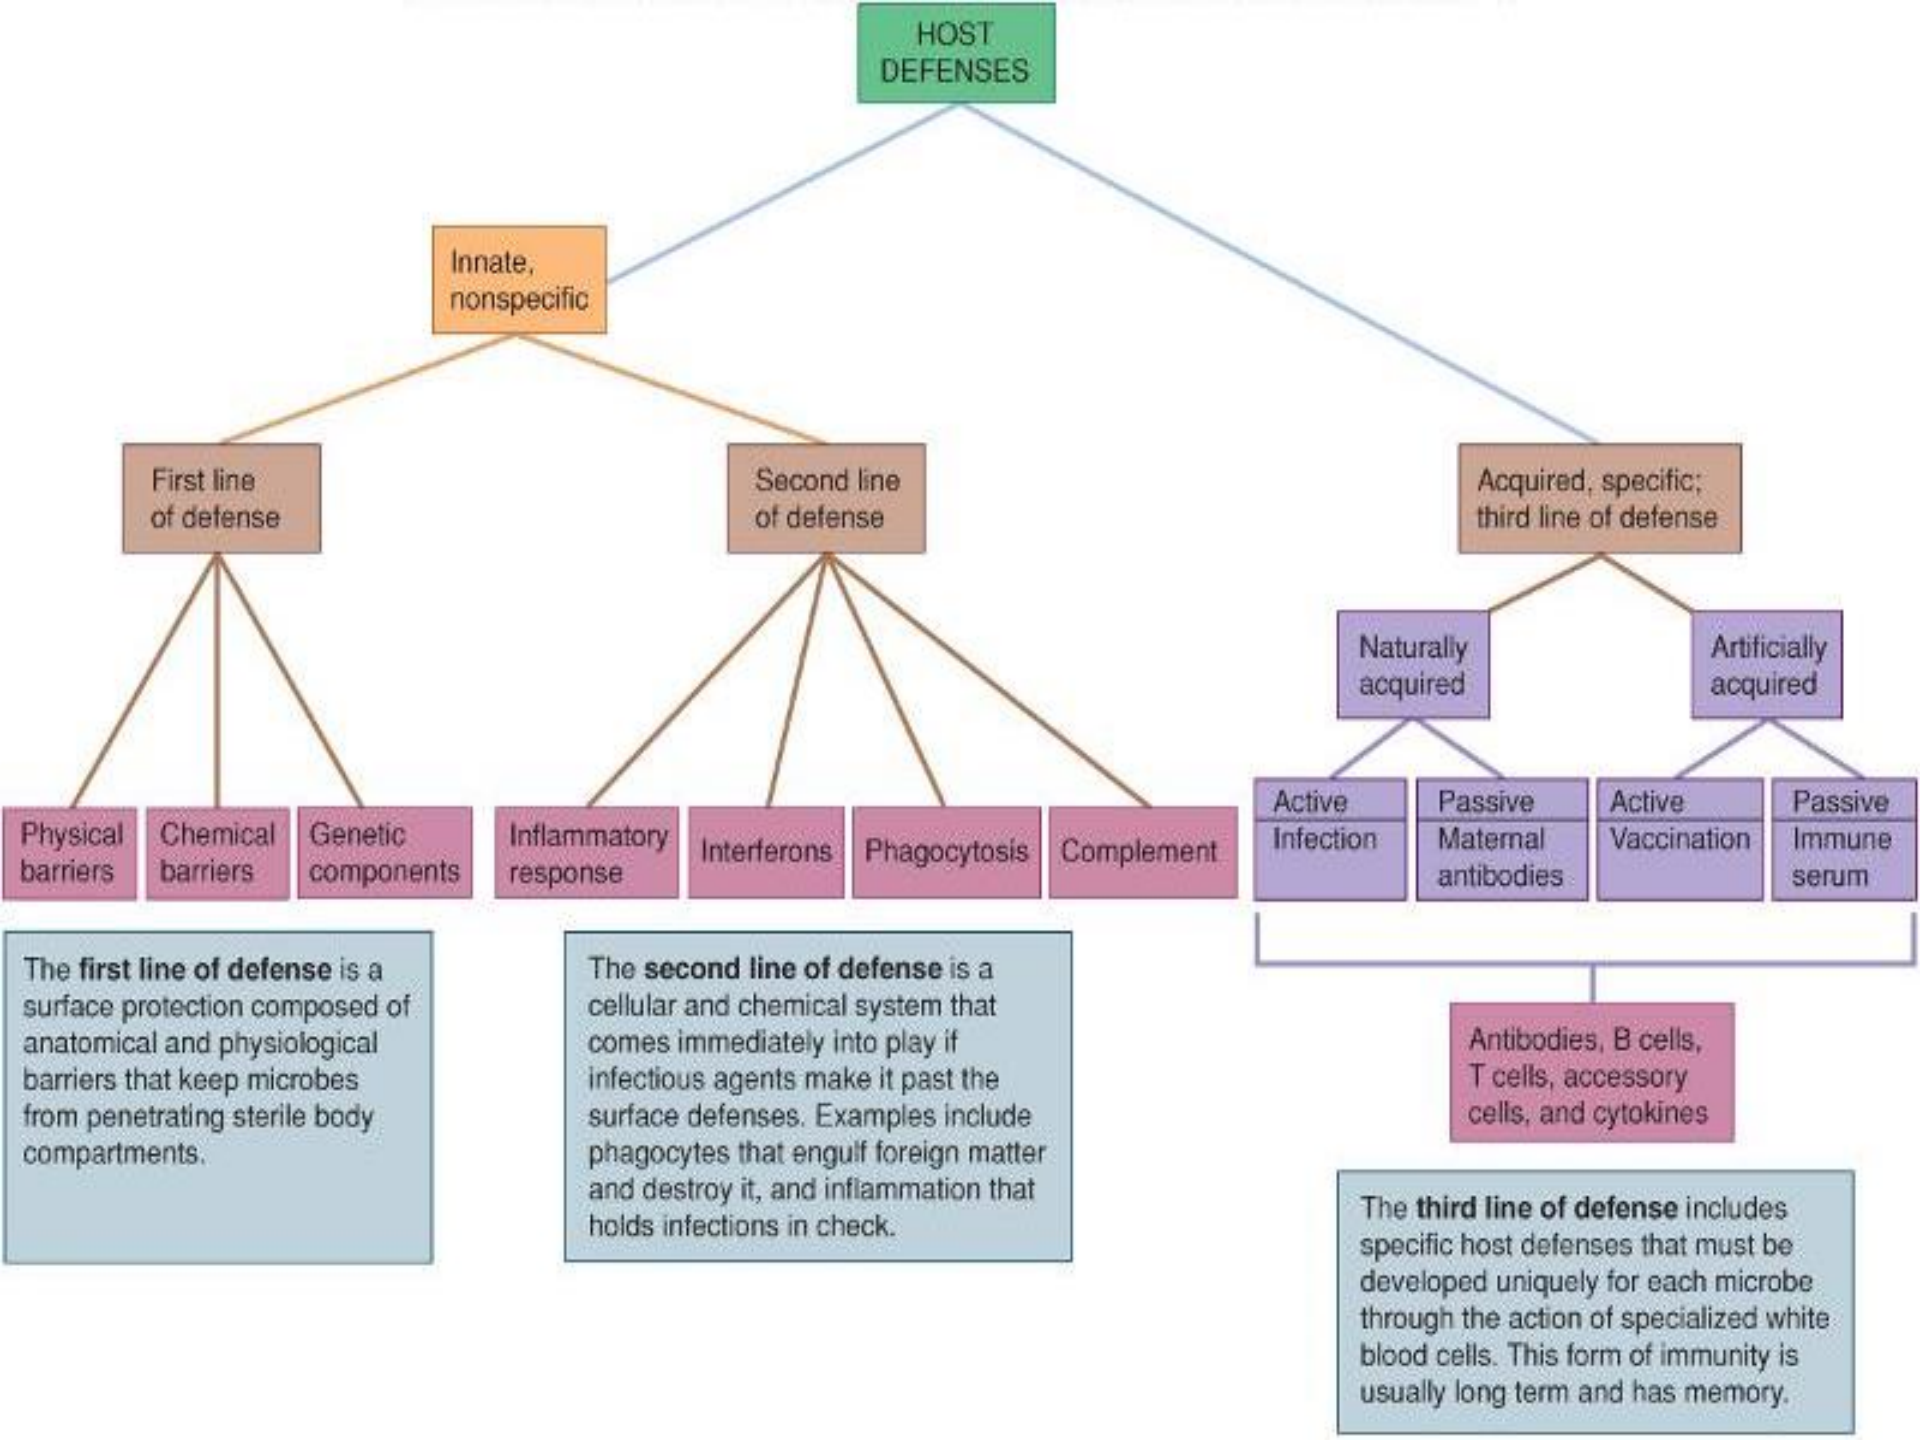 HOST
DEFENSES
Innate,
nonspecific
First line
of defense
Second line
of defense
Acquired, specific;
third line of defense
Naturally
acquired
Artificially
acquired
Physical
barriers
Chemical
barriers
Genetic
components
Inflammatory
response
Interferons
Phagocytosis
Complement
Active
Infection
Passive
Maternal
antibodies
Active
Vaccination
Passive
Immune
serum
The first line of defense is a
surface protection composed of
anatomical and physiological
barriers that keep microbes
from penetrating sterile body
compartments.
The second line of defense is a
cellular and chemical system that
comes immediately into play if
infectious agents make it past the
surface defenses. Examples include
phagocytes that engulf foreign matter
and destroy it, and inflammation that
holds infections in check.
Antibodies, B cells,
T cells, accessory
cells, and cytokines
The third line of defense includes
specific host defenses that must be
developed uniquely for each microbe
through the action of specialized white
blood cells. This form of immunity is
usually long term and has memory.